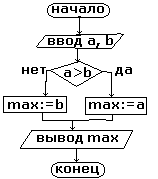 начало
ввод a, b
нет a>b да
max:=b max:=a
вывод max
конец